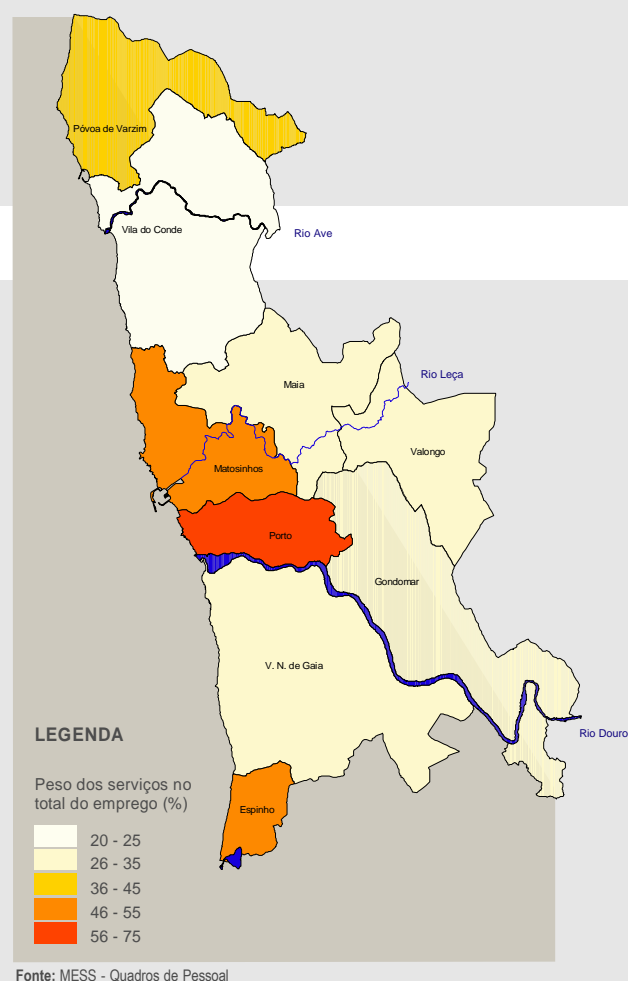 Póvoa de Varzim
Vila do Conde
Rio Ave
Rio Leça
Maia
Valongo
Matosinhos
Porto
Gondomar
V. N. de Gaia
Rio Douro
Espinho
LEGENDA
Peso dos serviços no
total do emprego (%)
20 - 25
26 - 35
36 - 45
46 - 55
56 - 75
Fonte: MESS - Quadros de Pessoal